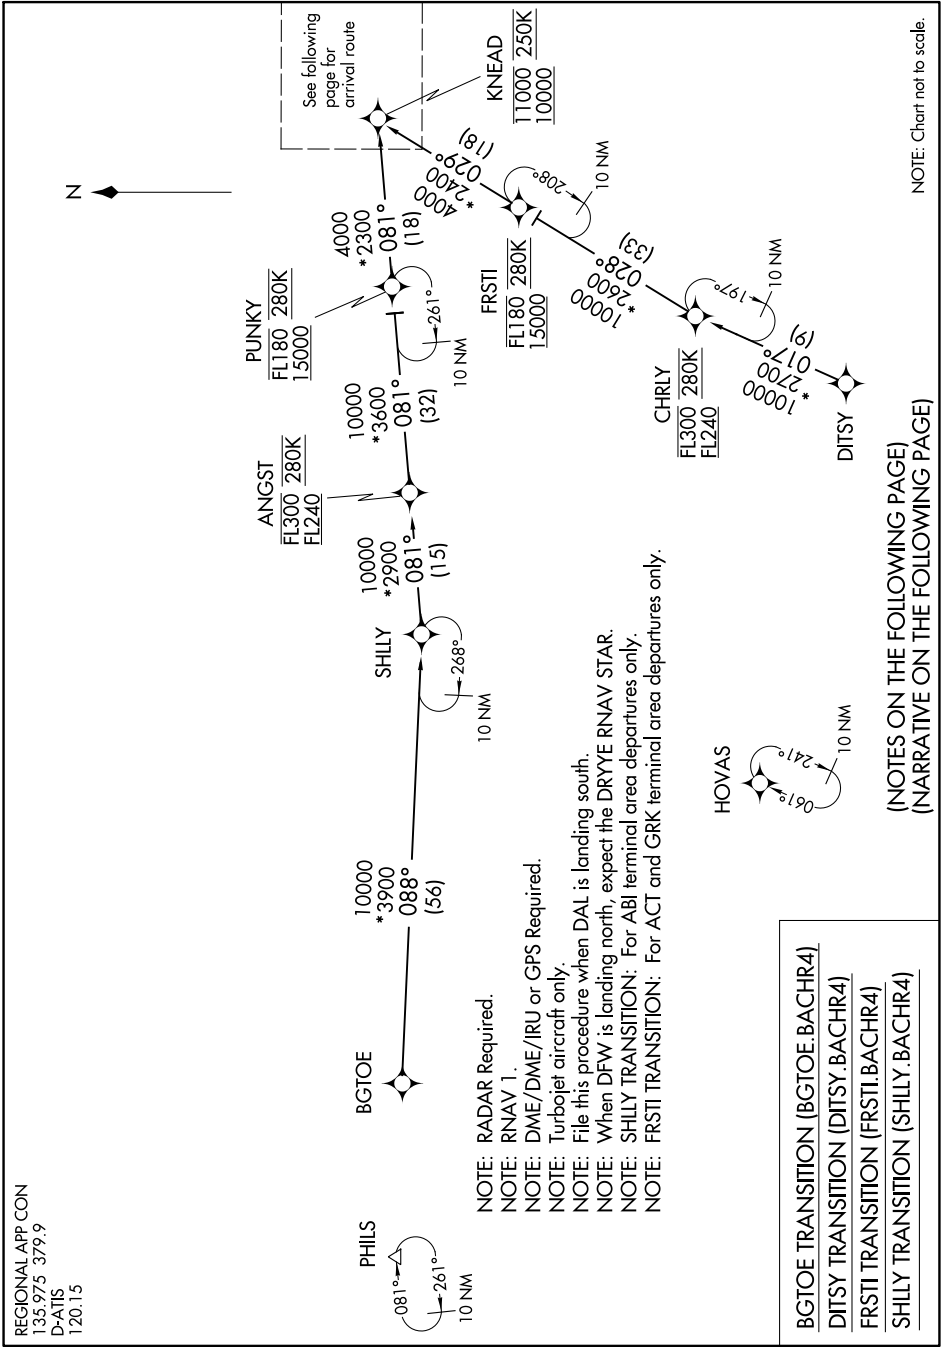 REGIONAL APP CON
135.975 379.9
D-ATIS
120.15
N
See following
page for
arrival route
KNEAD
11000 250K
10000
4000
*2300
081°
(18)
4000
*2400
029°
(18)
PUNKY
FL180 280K
15000
261°
10 NM
FRSTI
FL180 280K
15000
208°
10 NM
10000
*3600
081°
(32)
10000
*2600
028°
(33)
ANGST
FL300 280K
FL240
CHRLY
FL300 280K
FL240
197°
10 NM
10000
*2900
081°
(15)
10000
*2700
017°
(9)
DITSY
SHLLY
268°
10 NM
10000
*3900
088°
(56)
BGTOE
PHILS
081°
261°
10 NM
HOVAS
241°
061°
10 NM
NOTE: RADAR Required.
NOTE: RNAV 1.
NOTE: DME/DME/IRU or GPS Required.
NOTE: Turbojet aircraft only.
NOTE: File this procedure when DAL is landing south.
NOTE: When DFW is landing north, expect the DRYYE RNAV STAR.
NOTE: SHLLY TRANSITION: For ABI terminal area departures only.
NOTE: FRSTI TRANSITION: For ACT and GRK terminal area departures only.
BGTOE TRANSITION (BGTOE.BACHR4)
DITSY TRANSITION (DITSY.BACHR4)
FRSTI TRANSITION (FRSTI.BACHR4)
SHLLY TRANSITION (SHLLY.BACHR4)
(NOTES ON THE FOLLOWING PAGE)
(NARRATIVE ON THE FOLLOWING PAGE)
NOTE: Chart not to scale.